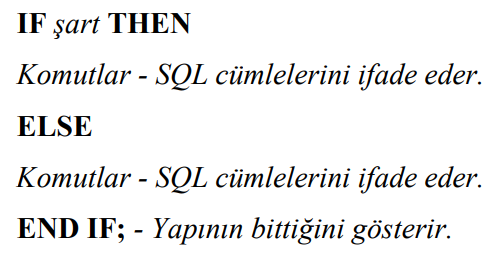 IF şart THEN
Komutlar - SQL cümlelerini ifade eder.
ELSE
Komutlar - SQL cümlelerini ifade eder.
END IF; - Yapının bittiğini gösterir.